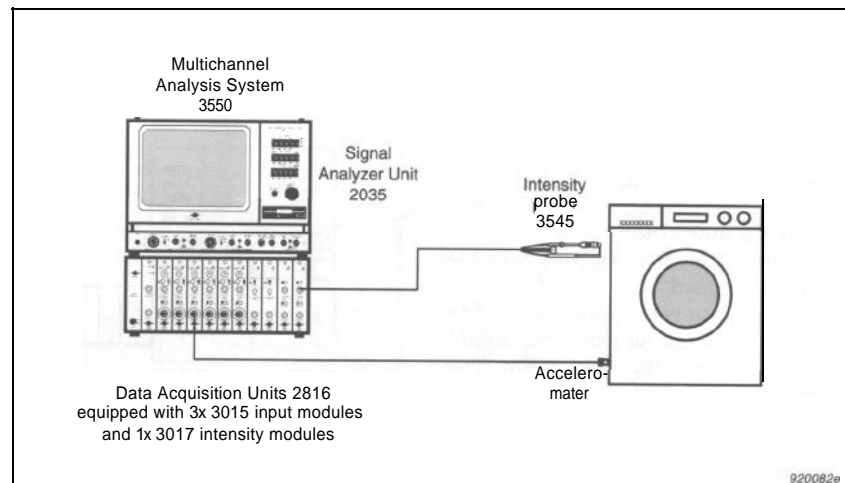 Multichannel
Analysis System
3550
Signal
Analyzer Unit
2035
Intensity
probe
3545
Accelero-
mater
Data Acquisition Units 2816
equipped with 3x 3015 input modules
and 1x 3017 intensity modules
920082e